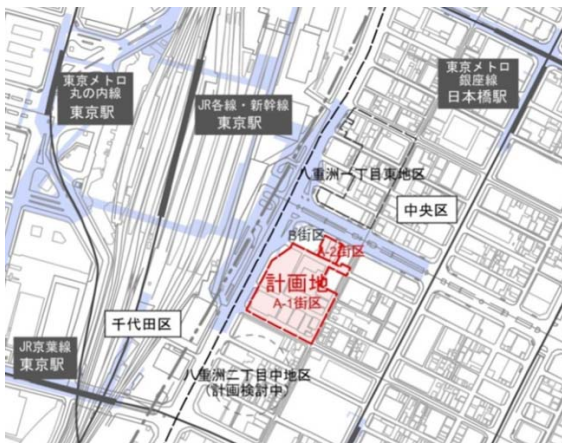 東京メトロ
丸の内線
東京駅
JR各線・新幹線
東京駅
東京メトロ
銀座線
日本橋駅
八重洲一丁目東地区
中央区
B街区
A-2街区
計画地
A-1街区
千代田区
JR京葉線
東京駅
八重洲二丁目中地区
(計画検討中)